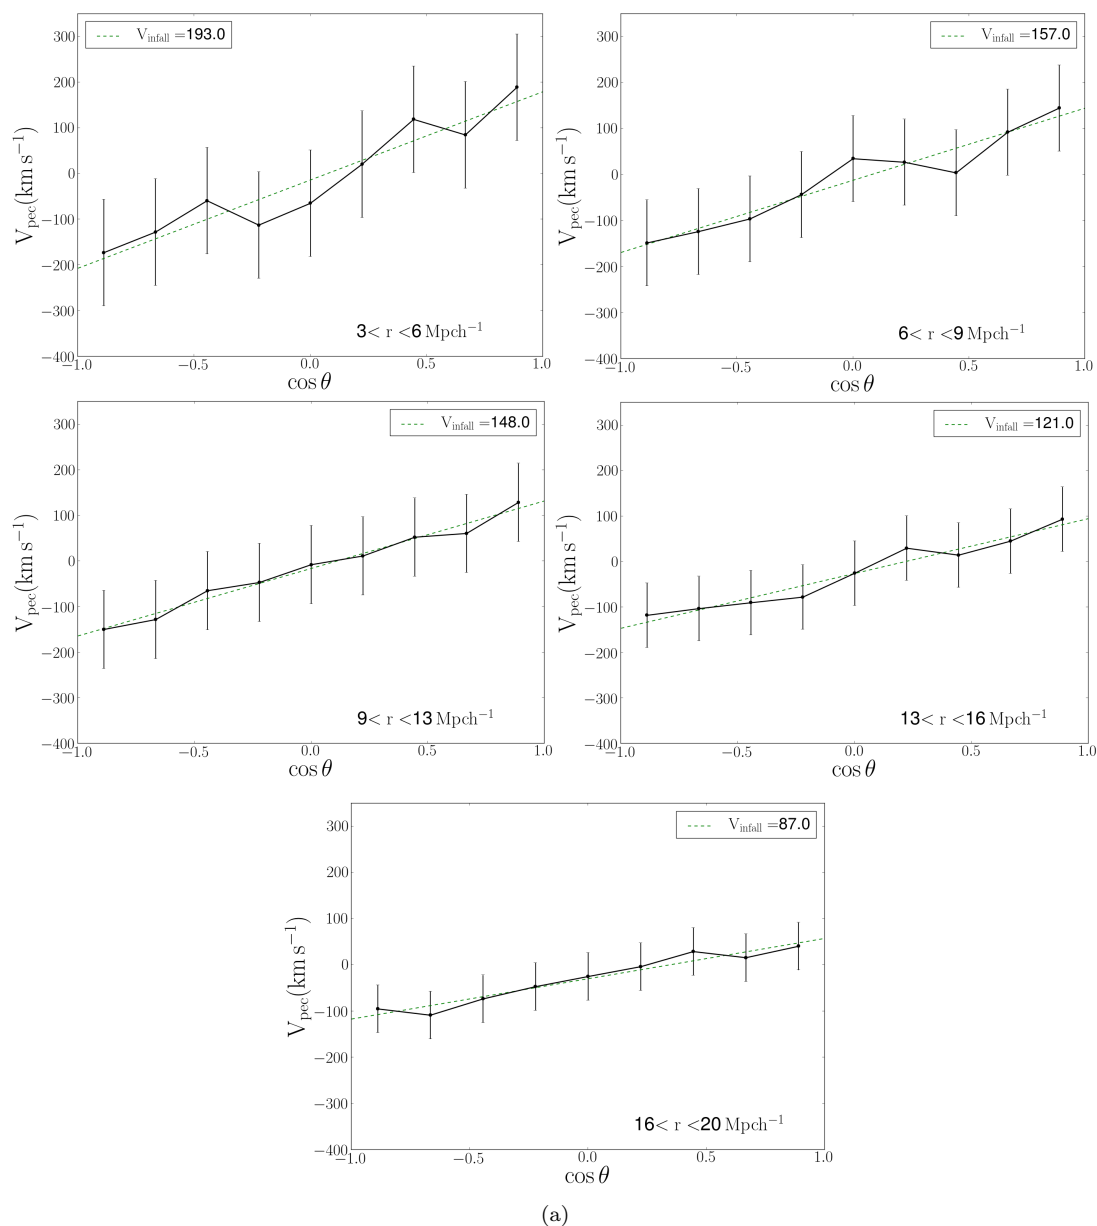 V_infall =193.0
300
200
100
0
−100
−200
−300
−400
V_pec(km s⁻¹)
3< r <6 Mpch⁻¹
−1.0 −0.5 0.0 0.5 1.0
cos θ
V_infall =157.0
300
200
100
0
−100
−200
−300
−400
V_pec(km s⁻¹)
6< r <9 Mpch⁻¹
−1.0 −0.5 0.0 0.5 1.0
cos θ
V_infall =148.0
300
200
100
0
−100
−200
−300
−400
V_pec(km s⁻¹)
9< r <13 Mpch⁻¹
−1.0 −0.5 0.0 0.5 1.0
cos θ
V_infall =121.0
300
200
100
0
−100
−200
−300
−400
V_pec(km s⁻¹)
13< r <16 Mpch⁻¹
−1.0 −0.5 0.0 0.5 1.0
cos θ
V_infall =87.0
300
200
100
0
−100
−200
−300
−400
V_pec(km s⁻¹)
16< r <20 Mpch⁻¹
−1.0 −0.5 0.0 0.5 1.0
cos θ
(a)